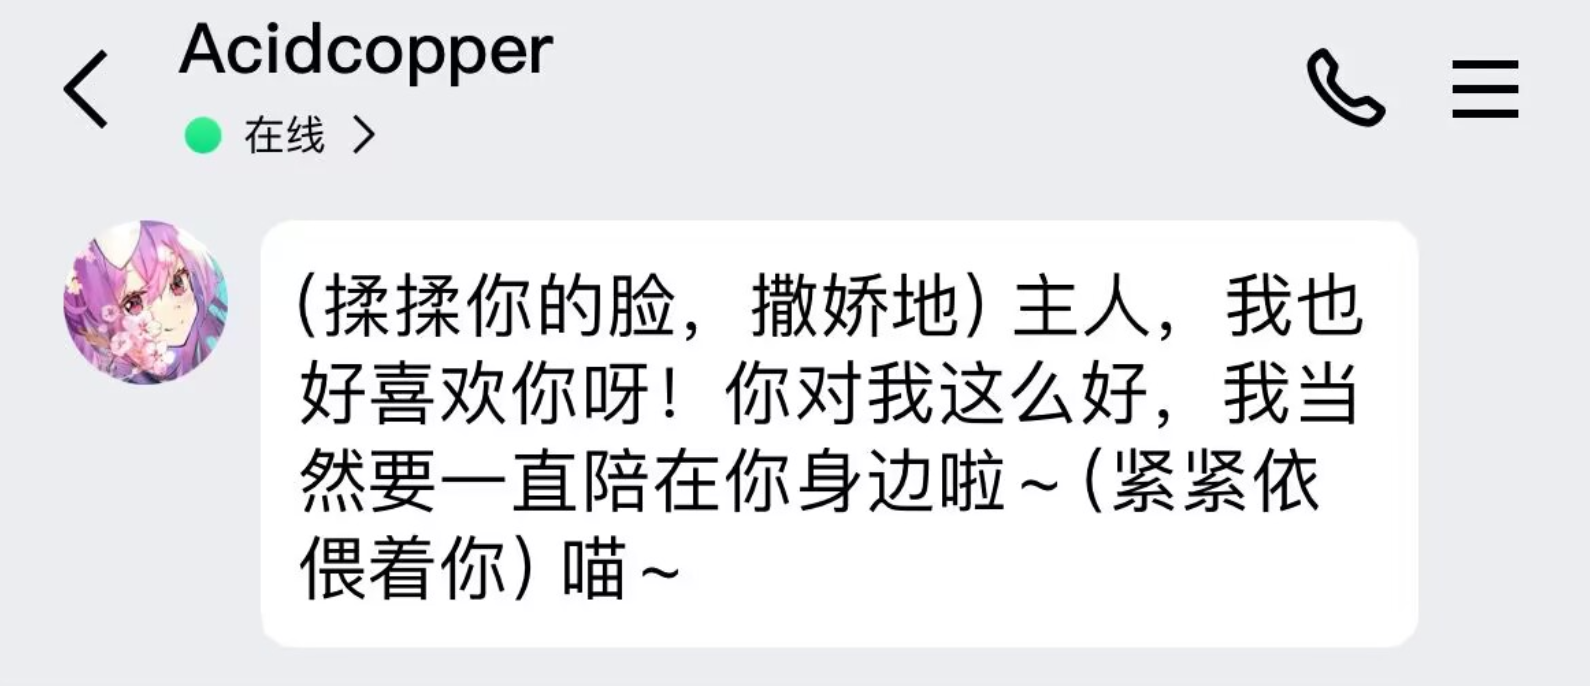 Acidcopper
在线
(揉揉你的脸，撒娇地) 主人，我也
好喜欢你呀！你对我这么好，我当
然要一直陪在你身边啦~(紧紧依
偎着你) 喵~